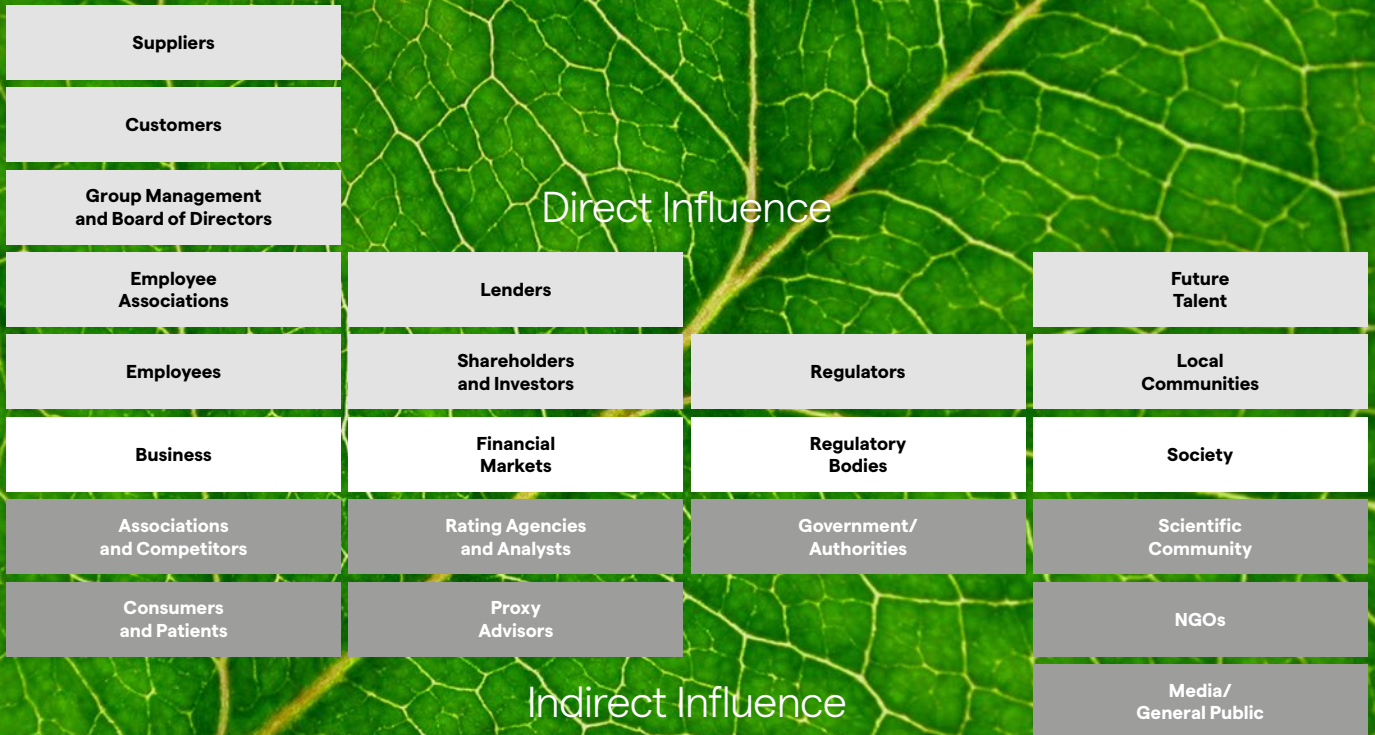 Suppliers
Customers
Group Management
and Board of Directors
Direct Influence
Employee
Associations
Lenders
Future
Talent
Employees
Shareholders
and Investors
Regulators
Local
Communities
Business
Financial
Markets
Regulatory
Bodies
Society
Associations
and Competitors
Rating Agencies
and Analysts
Government/
Authorities
Scientific
Community
Consumers
and Patients
Proxy
Advisors
NGOs
Indirect Influence
Media/
General Public